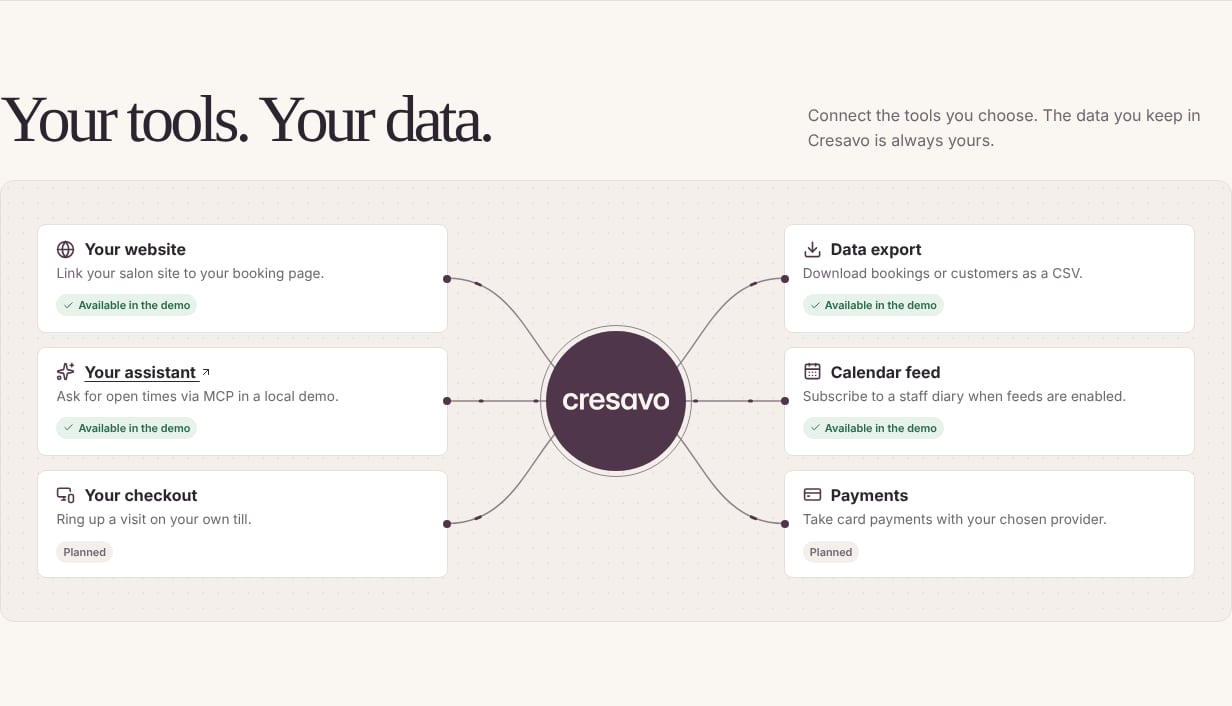 Your tools. Your data.
Connect the tools you choose. The data you keep in
Cresavo is always yours.
Your website
Link your salon site to your booking page.
Available in the demo
Your assistant
Ask for open times via MCP in a local demo.
Available in the demo
Your checkout
Ring up a visit on your own till.
Planned
cresavo
Data export
Download bookings or customers as a CSV.
Available in the demo
Calendar feed
Subscribe to a staff diary when feeds are enabled.
Available in the demo
Payments
Take card payments with your chosen provider.
Planned